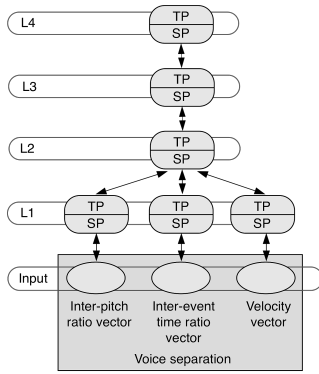 L4
TP
SP
L3
TP
SP
L2
TP
SP
L1
TP
SP
TP
SP
TP
SP
Input
Inter-pitch
ratio vector
Inter-event
time ratio
vector
Velocity
vector
Voice separation